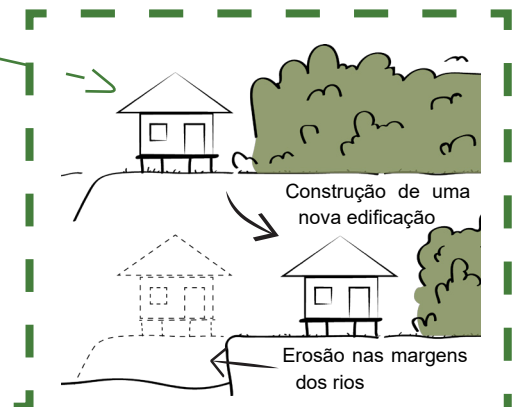 Construção de uma
nova edificação
Erosão nas margens
dos rios